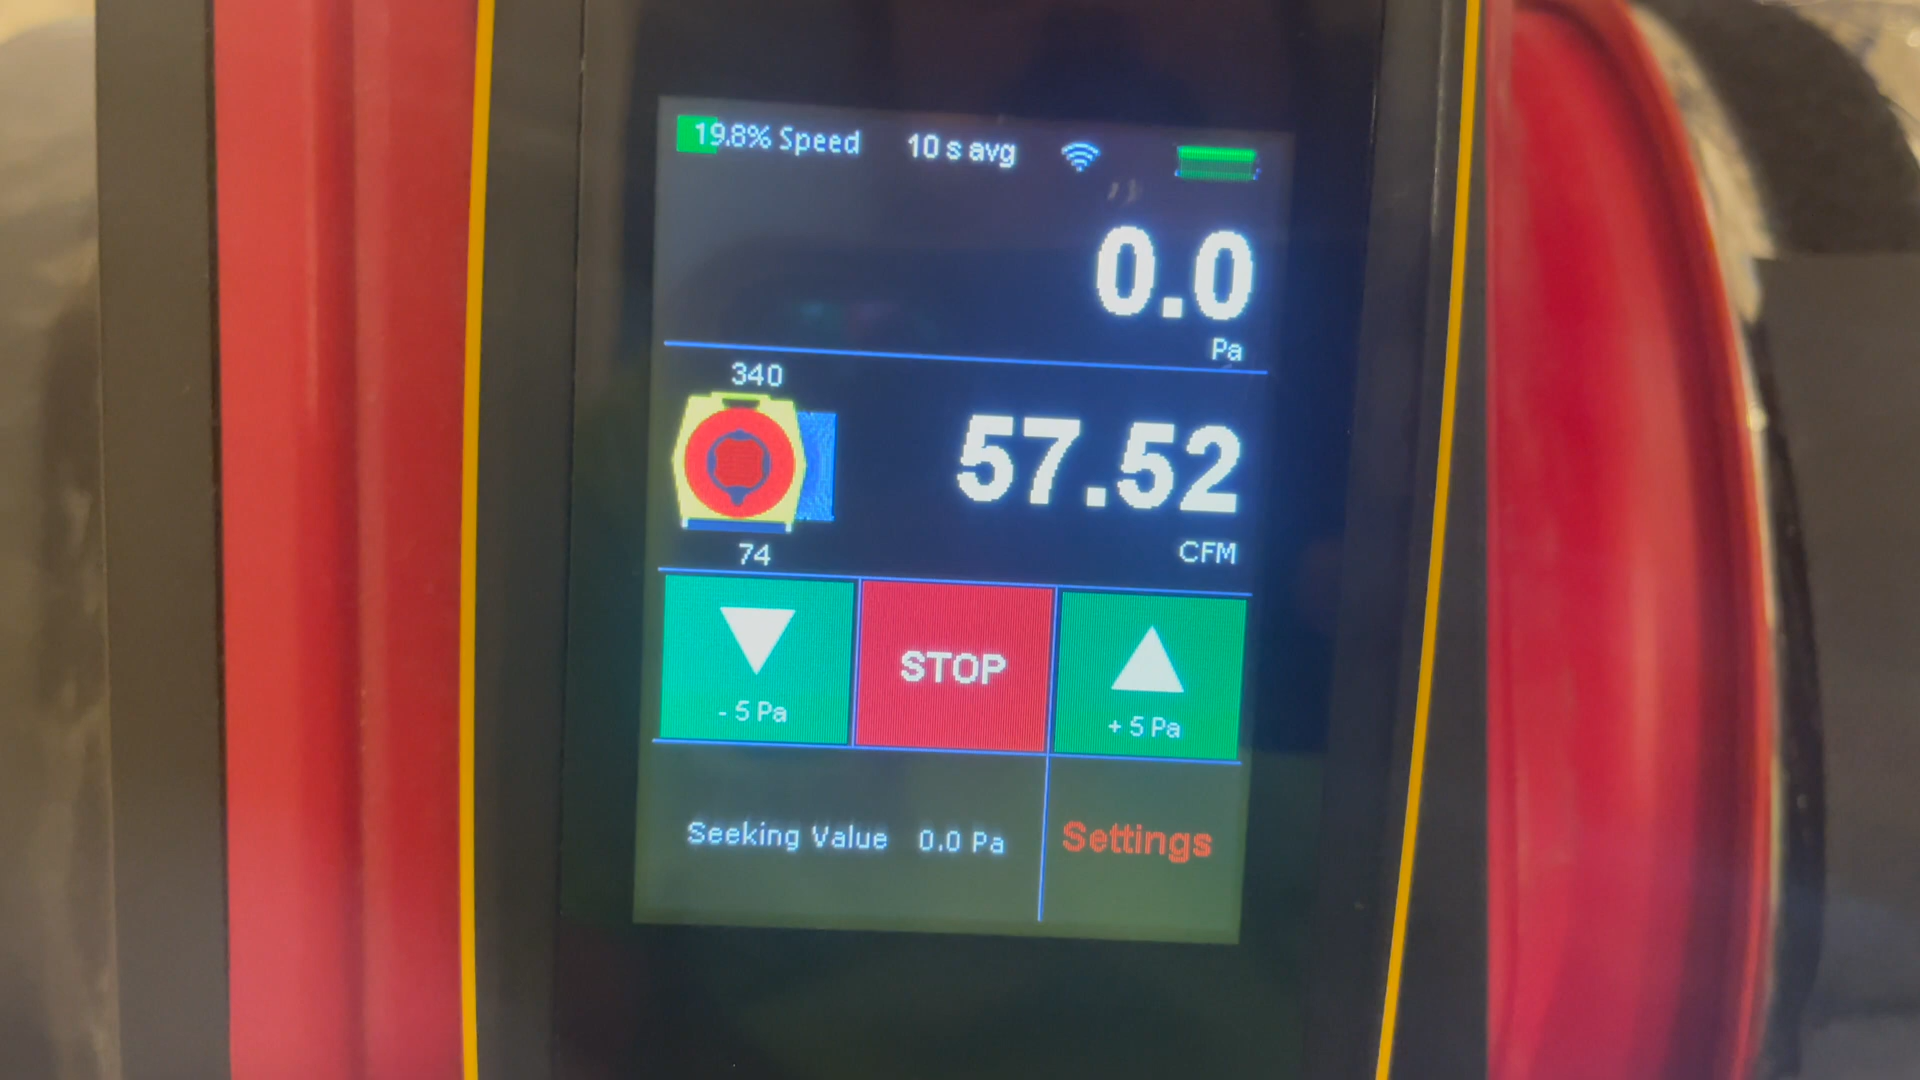 19.8% Speed 10 s avg
0.0
Pa
340
57.52
74
CFM
- 5 Pa
STOP
+ 5 Pa
Seeking Value 0.0 Pa
Settings